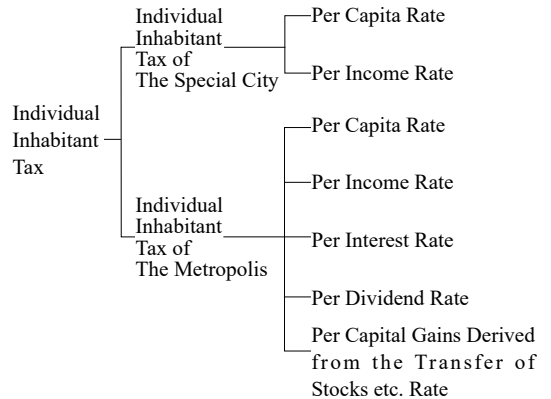 Individual
Inhabitant
Tax
Individual
Inhabitant
Tax of
The Special City
Per Capita Rate
Per Income Rate
Individual
Inhabitant
Tax of
The Metropolis
Per Capita Rate
Per Income Rate
Per Interest Rate
Per Dividend Rate
Per Capital Gains Derived
from the Transfer of
Stocks etc. Rate